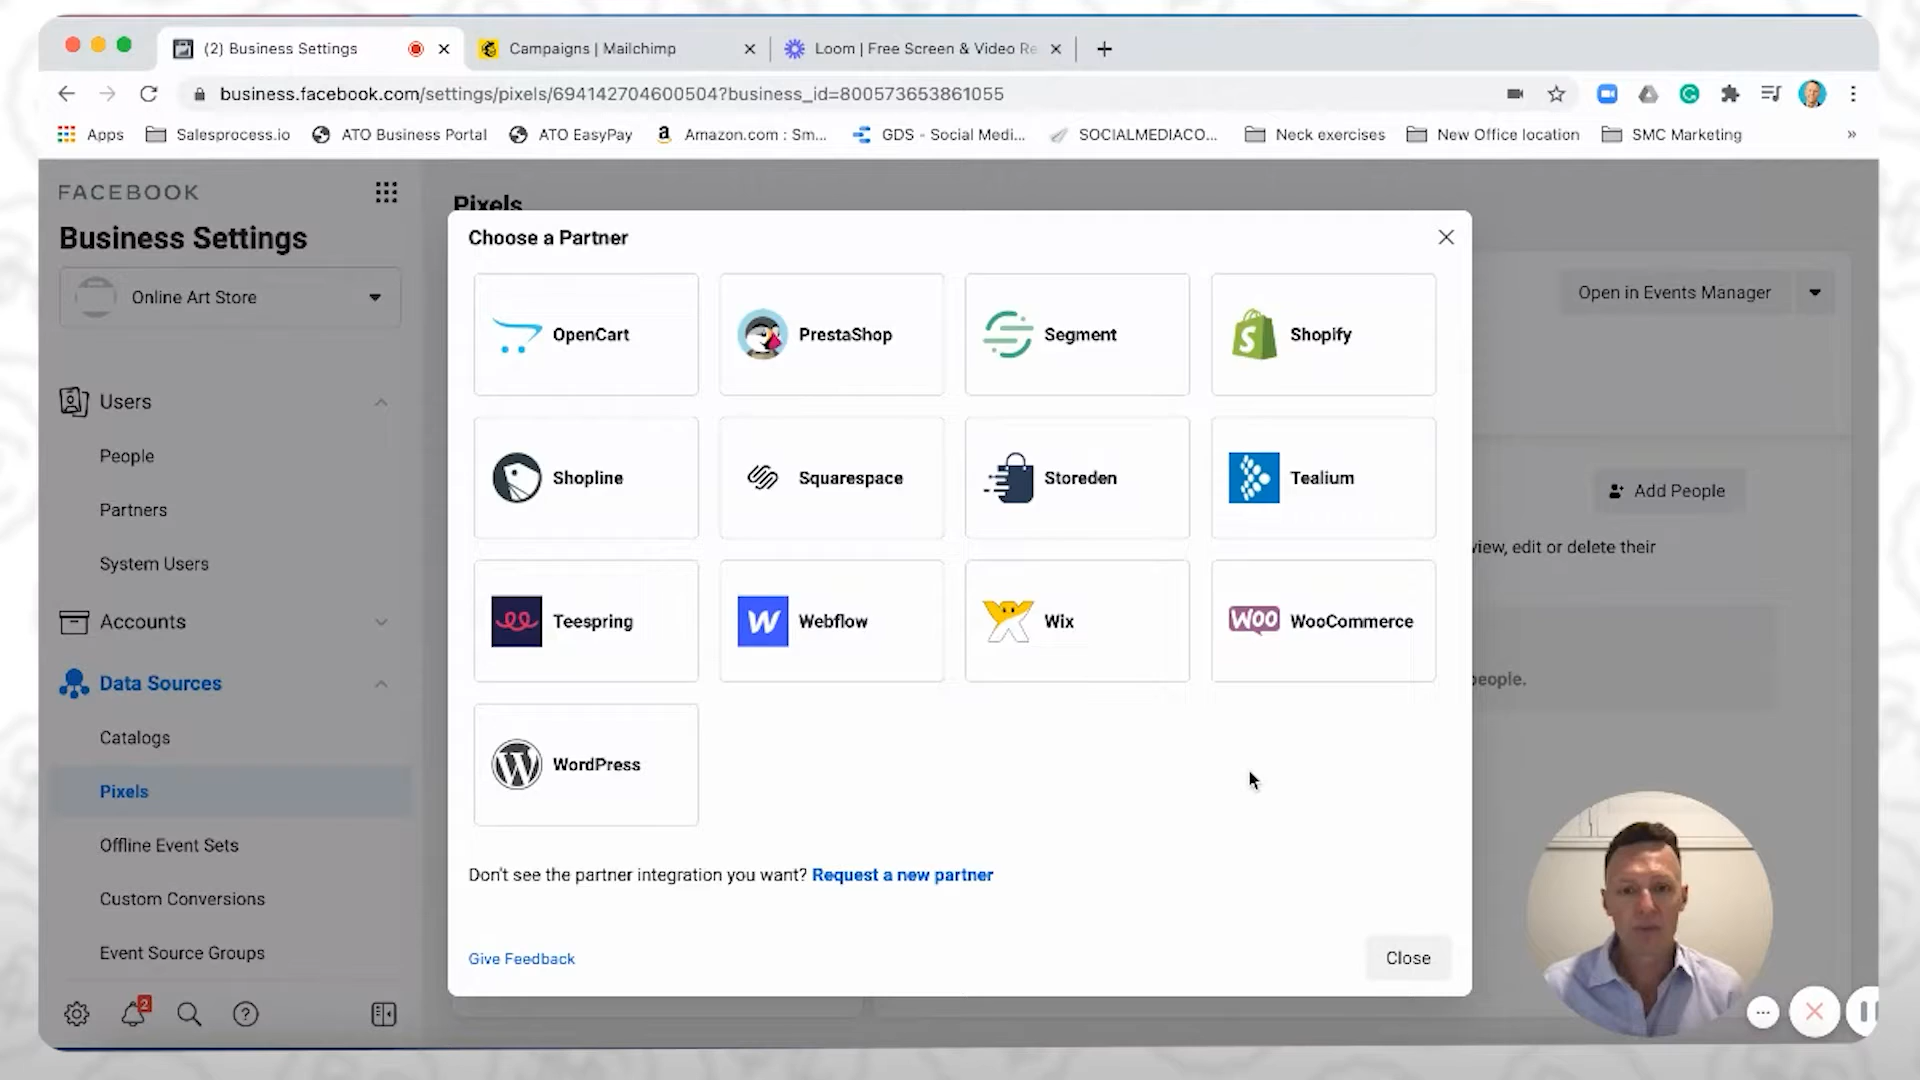 (2) Business Settings
Campaigns | Mailchimp
Loom | Free Screen & Video Re
business.facebook.com/settings/pixels/694142704600504?business_id=800573653861055
Apps
Salesprocess.io
ATO Business Portal
ATO EasyPay
Amazon.com : Sm...
GDS - Social Medi...
SOCIALMEDIACO...
Neck exercises
New Office location
SMC Marketing
»
FACEBOOK
Business Settings
Online Art Store
Users
People
Partners
System Users
Accounts
Data Sources
Catalogs
Pixels
Offline Event Sets
Custom Conversions
Event Source Groups
2
Pixels
Open in Events Manager
Add People
view, edit or delete their
people.
Choose a Partner
OpenCart
PrestaShop
Segment
Shopify
Shopline
Squarespace
Storeden
Tealium
Teespring
Webflow
Wix
WOO WooCommerce
WordPress
Don't see the partner integration you want? Request a new partner
Give Feedback
Close